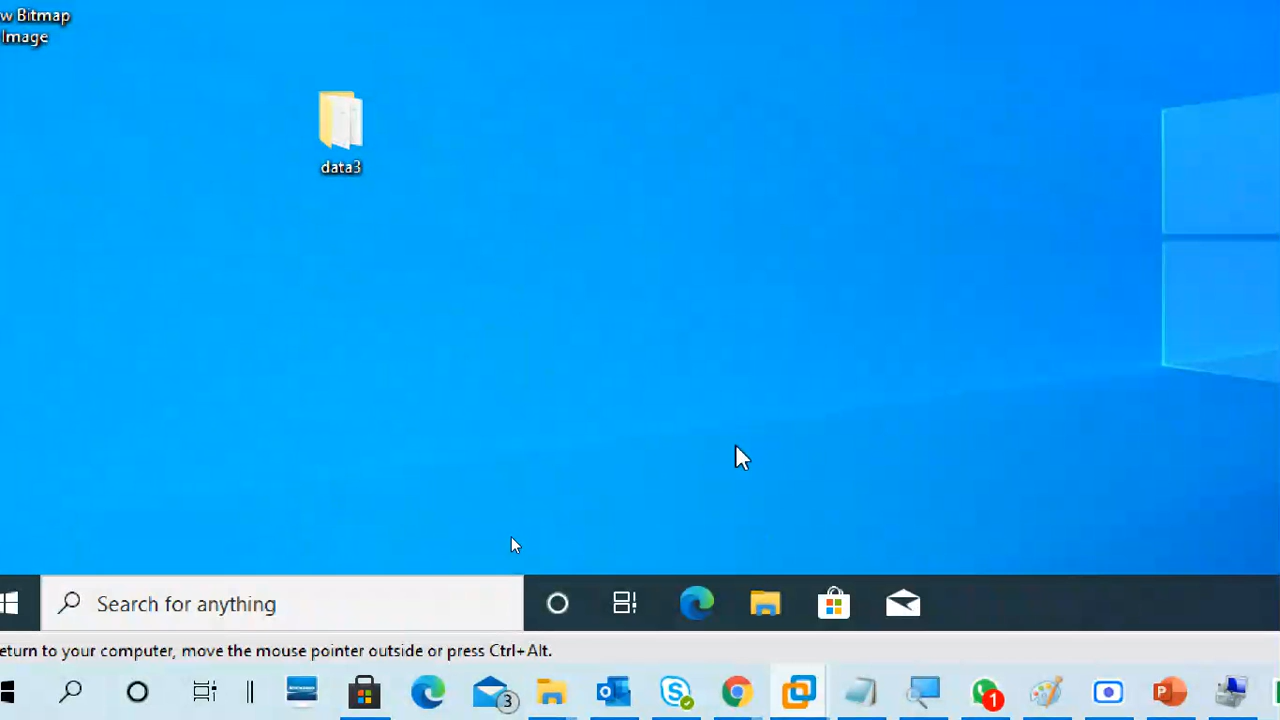 w Bitmap
Image
data3
Search for anything
eturn to your computer, move the mouse pointer outside or press Ctrl+Alt.
3
1